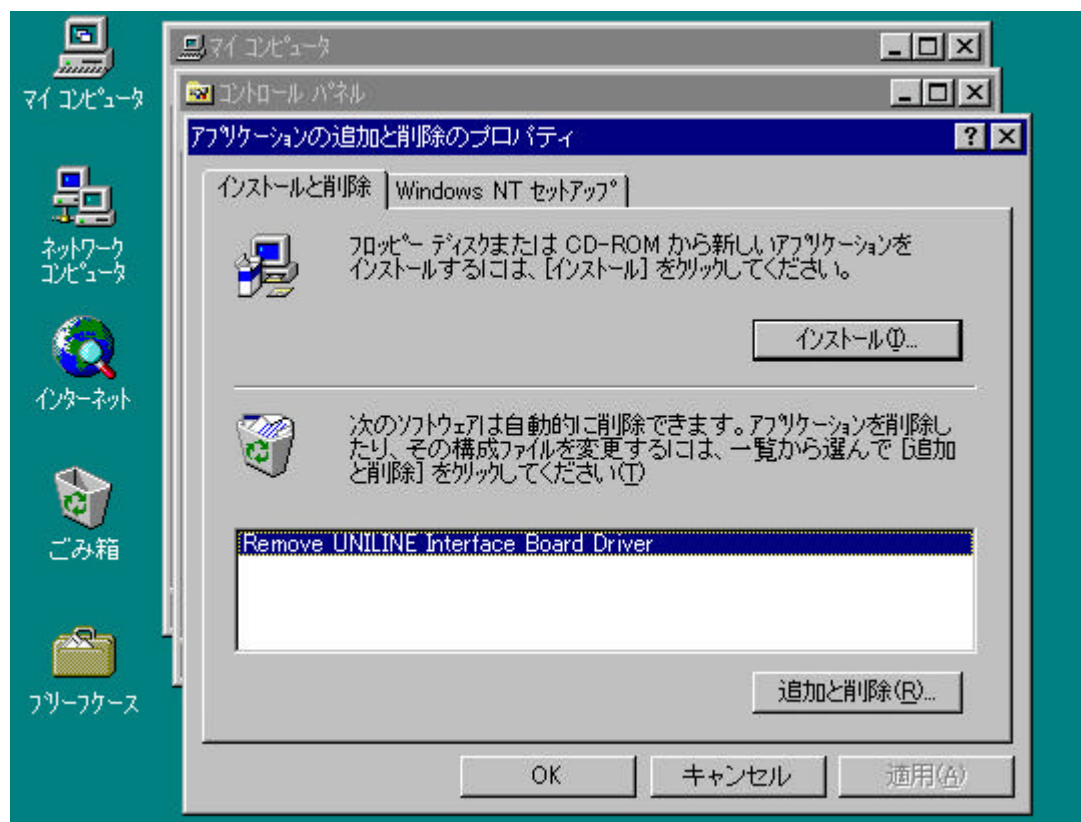 マイ コンピュータ
ネットワーク
コンピュータ
インターネット
ごみ箱
ブリーフケース
マイ コンピュータ
コントロール パネル
アプリケーションの追加と削除のプロパティ
インストールと削除
Windows NT セットアップ
フロッピー ディスクまたは CD-ROM から新しいアプリケーションを
インストールするには、[インストール] をクリックしてください。
インストール(I)...
次のソフトウェアは自動的に削除できます。アプリケーションを削除し
たり、その構成ファイルを変更するには、一覧から選んで [追加
と削除] をクリックしてください(T)
Remove UNILINE Interface Board Driver
追加と削除(R)...
OK
キャンセル
適用(A)